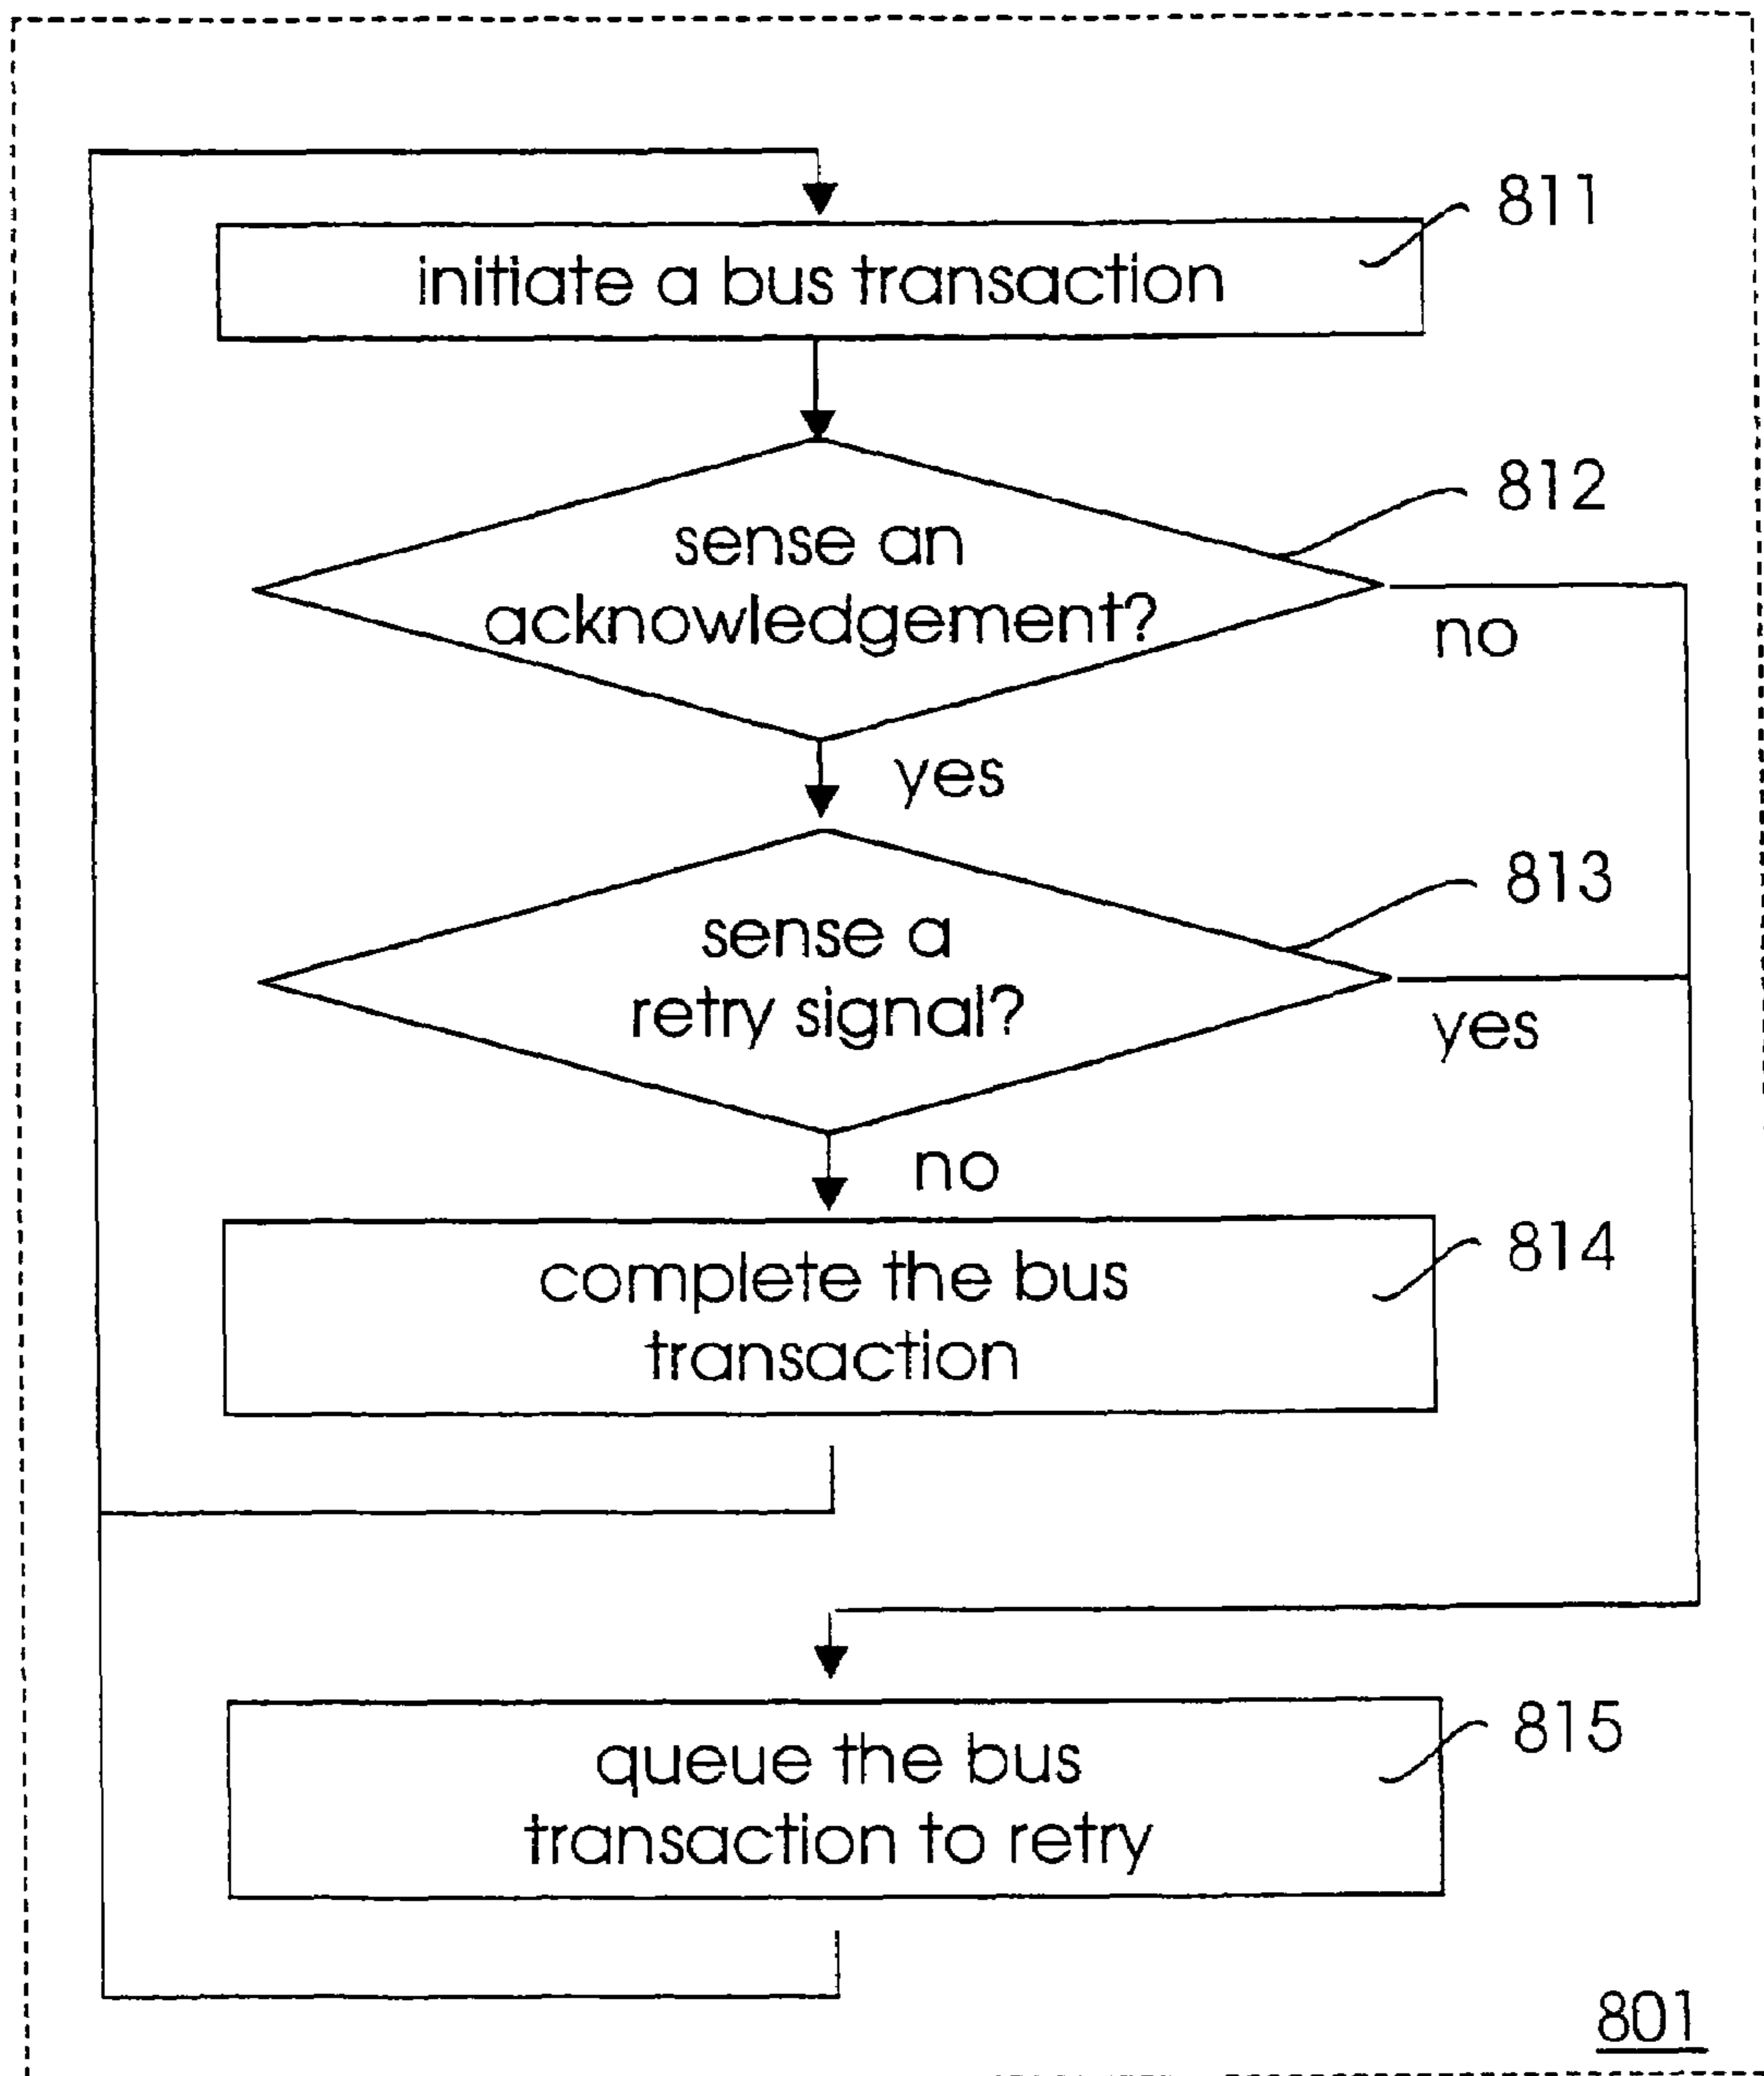 811
initiate a bus transaction
812
sense an
acknowledgement?
no
yes
813
sense a
retry signal?
yes
no
814
complete the bus
transaction
815
queue the bus
transaction to retry
801